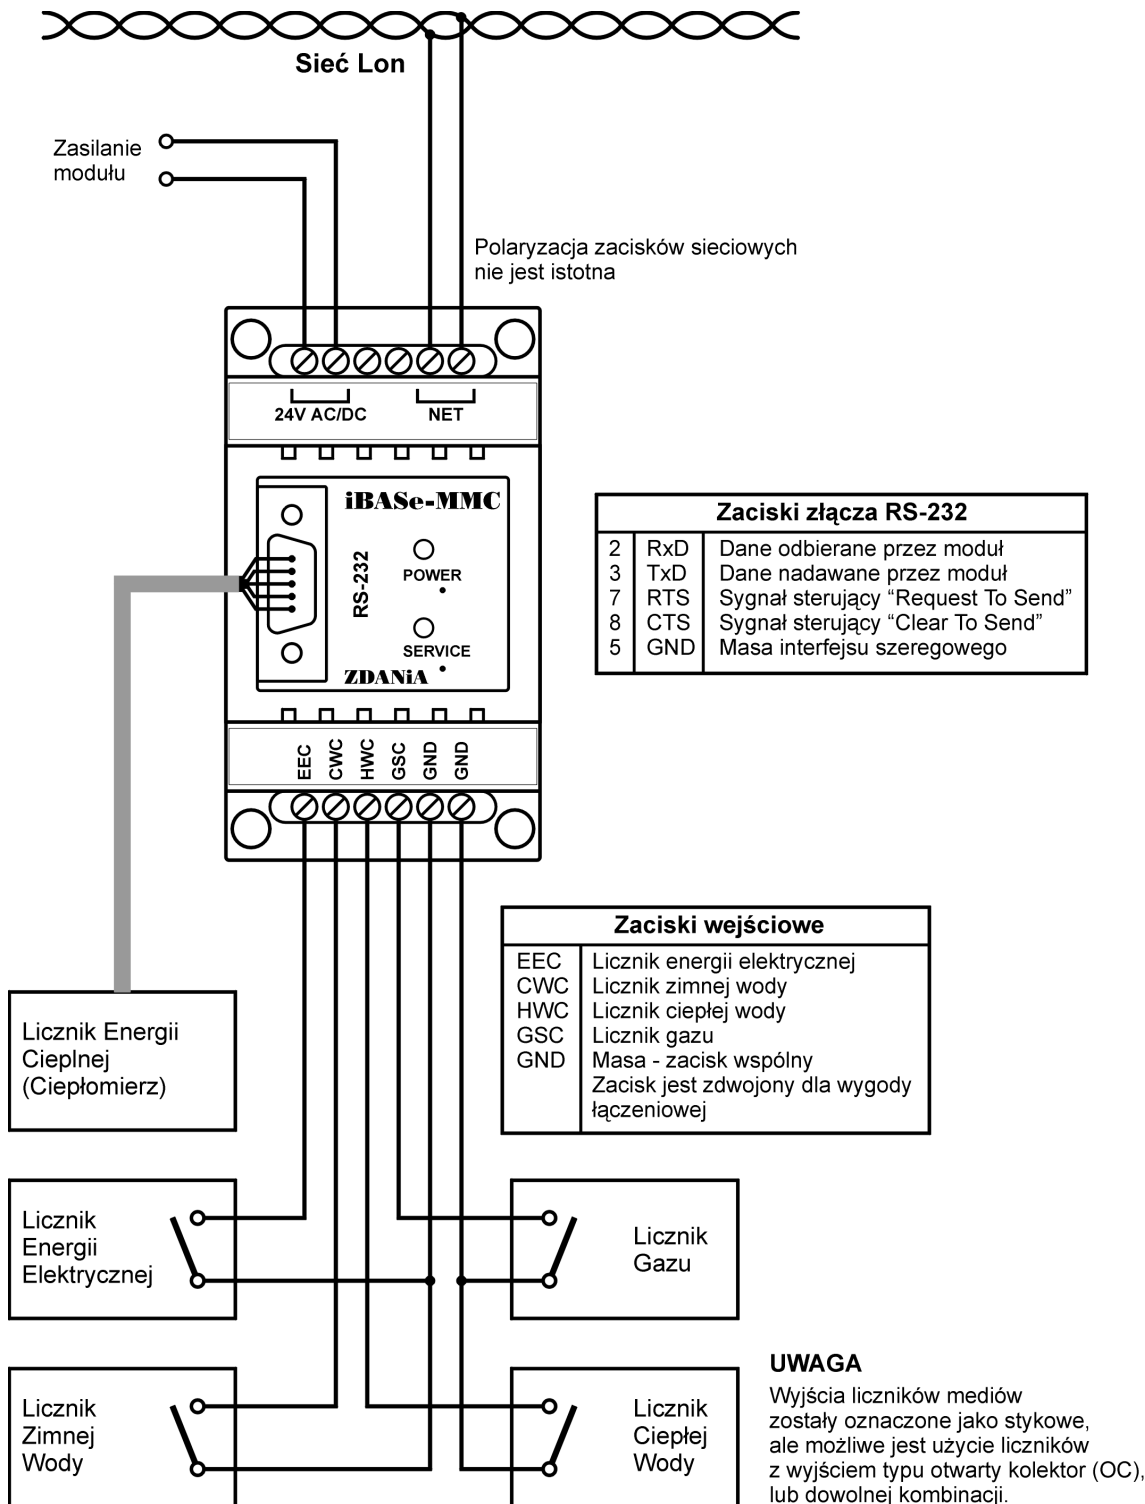 Sieć Lon
Zasilanie
modułu
Polaryzacja zacisków sieciowych
nie jest istotna
24V AC/DC
NET
iBASe-MMC
RS-232
POWER
SERVICE
ZDANiA
Zaciski złącza RS-232
2 RxD Dane odbierane przez moduł
3 TxD Dane nadawane przez moduł
7 RTS Sygnał sterujący “Request To Send”
8 CTS Sygnał sterujący “Clear To Send”
5 GND Masa interfejsu szeregowego
EEC
CWC
HWC
GSC
GND
GND
Zaciski wejściowe
EEC Licznik energii elektrycznej
CWC Licznik zimnej wody
HWC Licznik ciepłej wody
GSC Licznik gazu
GND Masa - zacisk wspólny
Zacisk jest zdwojony dla wygody
łączeniowej
Licznik Energii
Cieplnej
(Ciepłomierz)
Licznik
Energii
Elektrycznej
Licznik
Gazu
Licznik
Zimnej
Wody
Licznik
Ciepłej
Wody
UWAGA
Wyjścia liczników mediów
zostały oznaczone jako stykowe,
ale możliwe jest użycie liczników
z wyjściem typu otwarty kolektor (OC),
lub dowolnej kombinacji.